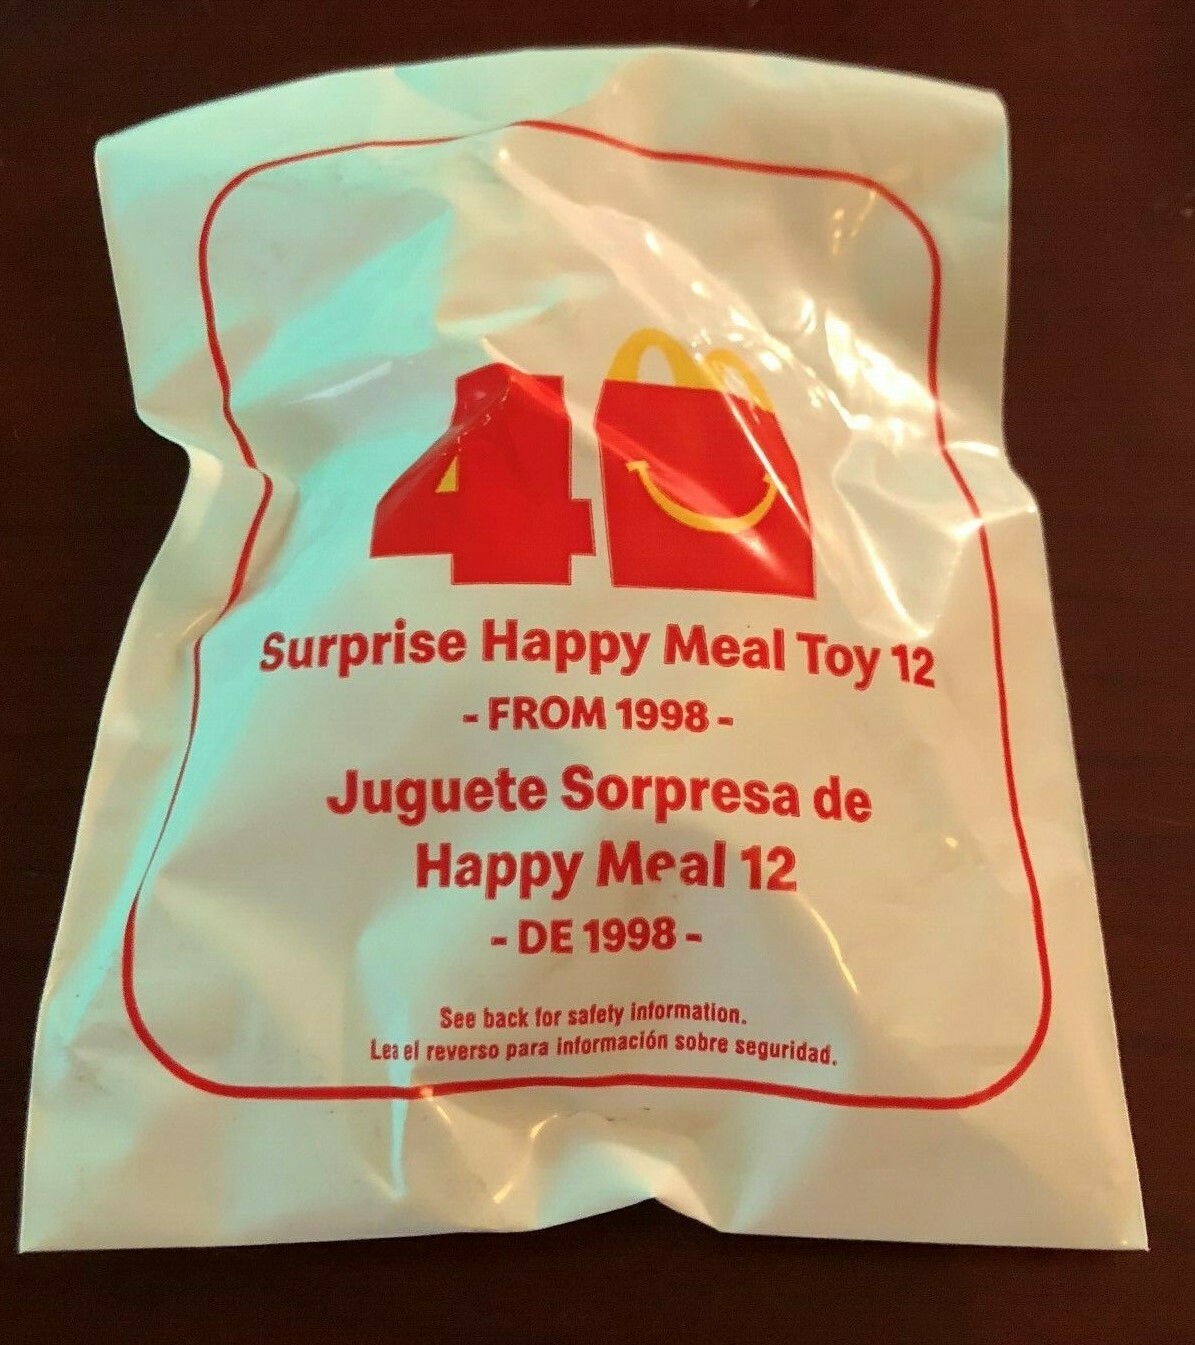 40
Surprise Happy Meal Toy 12
- FROM 1998 -
Juguete Sorpresa de
Happy Meal 12
- DE 1998 -
See back for safety information.
Lea el reverso para información sobre seguridad.